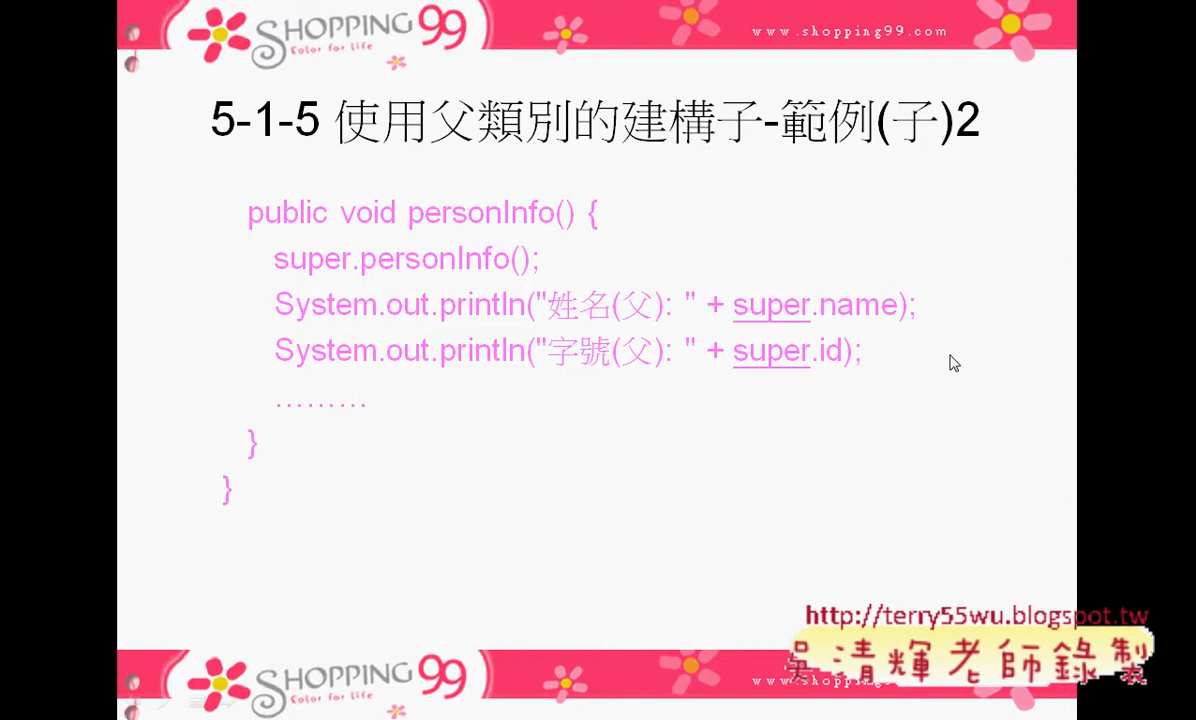 SHOPPING 99
Color for Life
www.shopping99.com
5-1-5 使用父類別的建構子-範例(子)2
public void personInfo() {
super.personInfo();
System.out.println("姓名(父): " + super.name);
System.out.println("字號(父): " + super.id);
………
}
}
http://terry55wu.blogspot.tw
吳清輝老師錄製
SHOPPING 99
Color for Life